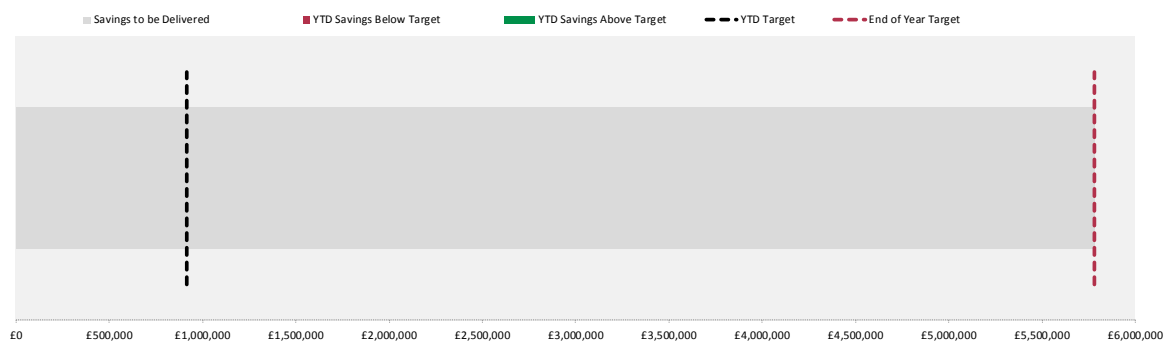 Savings to be Delivered YTD Savings Below Target YTD Savings Above Target YTD Target End of Year Target
£0 £500,000 £1,000,000 £1,500,000 £2,000,000 £2,500,000 £3,000,000 £3,500,000 £4,000,000 £4,500,000 £5,000,000 £5,500,000 £6,000,000